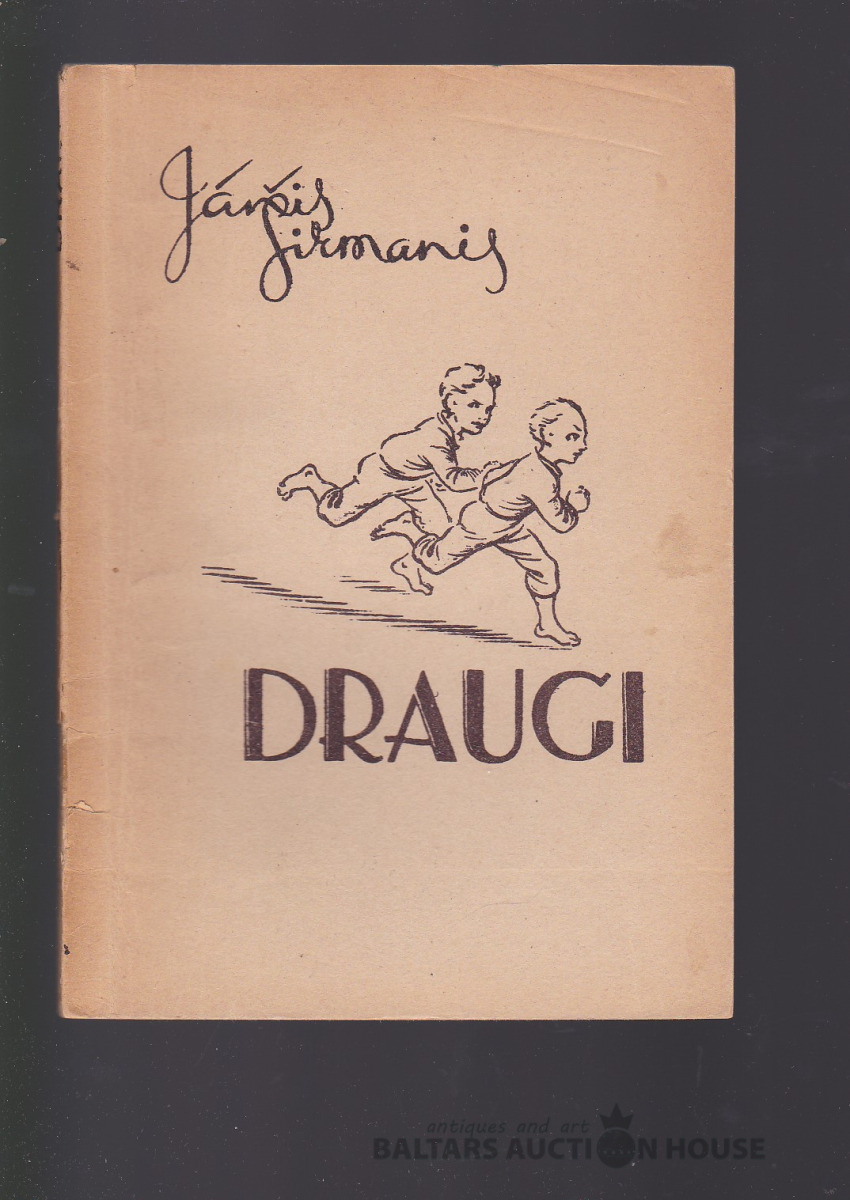 Jānis
Širmanis
DRAUGI
antiques and art
BALTARS AUCTION HOUSE